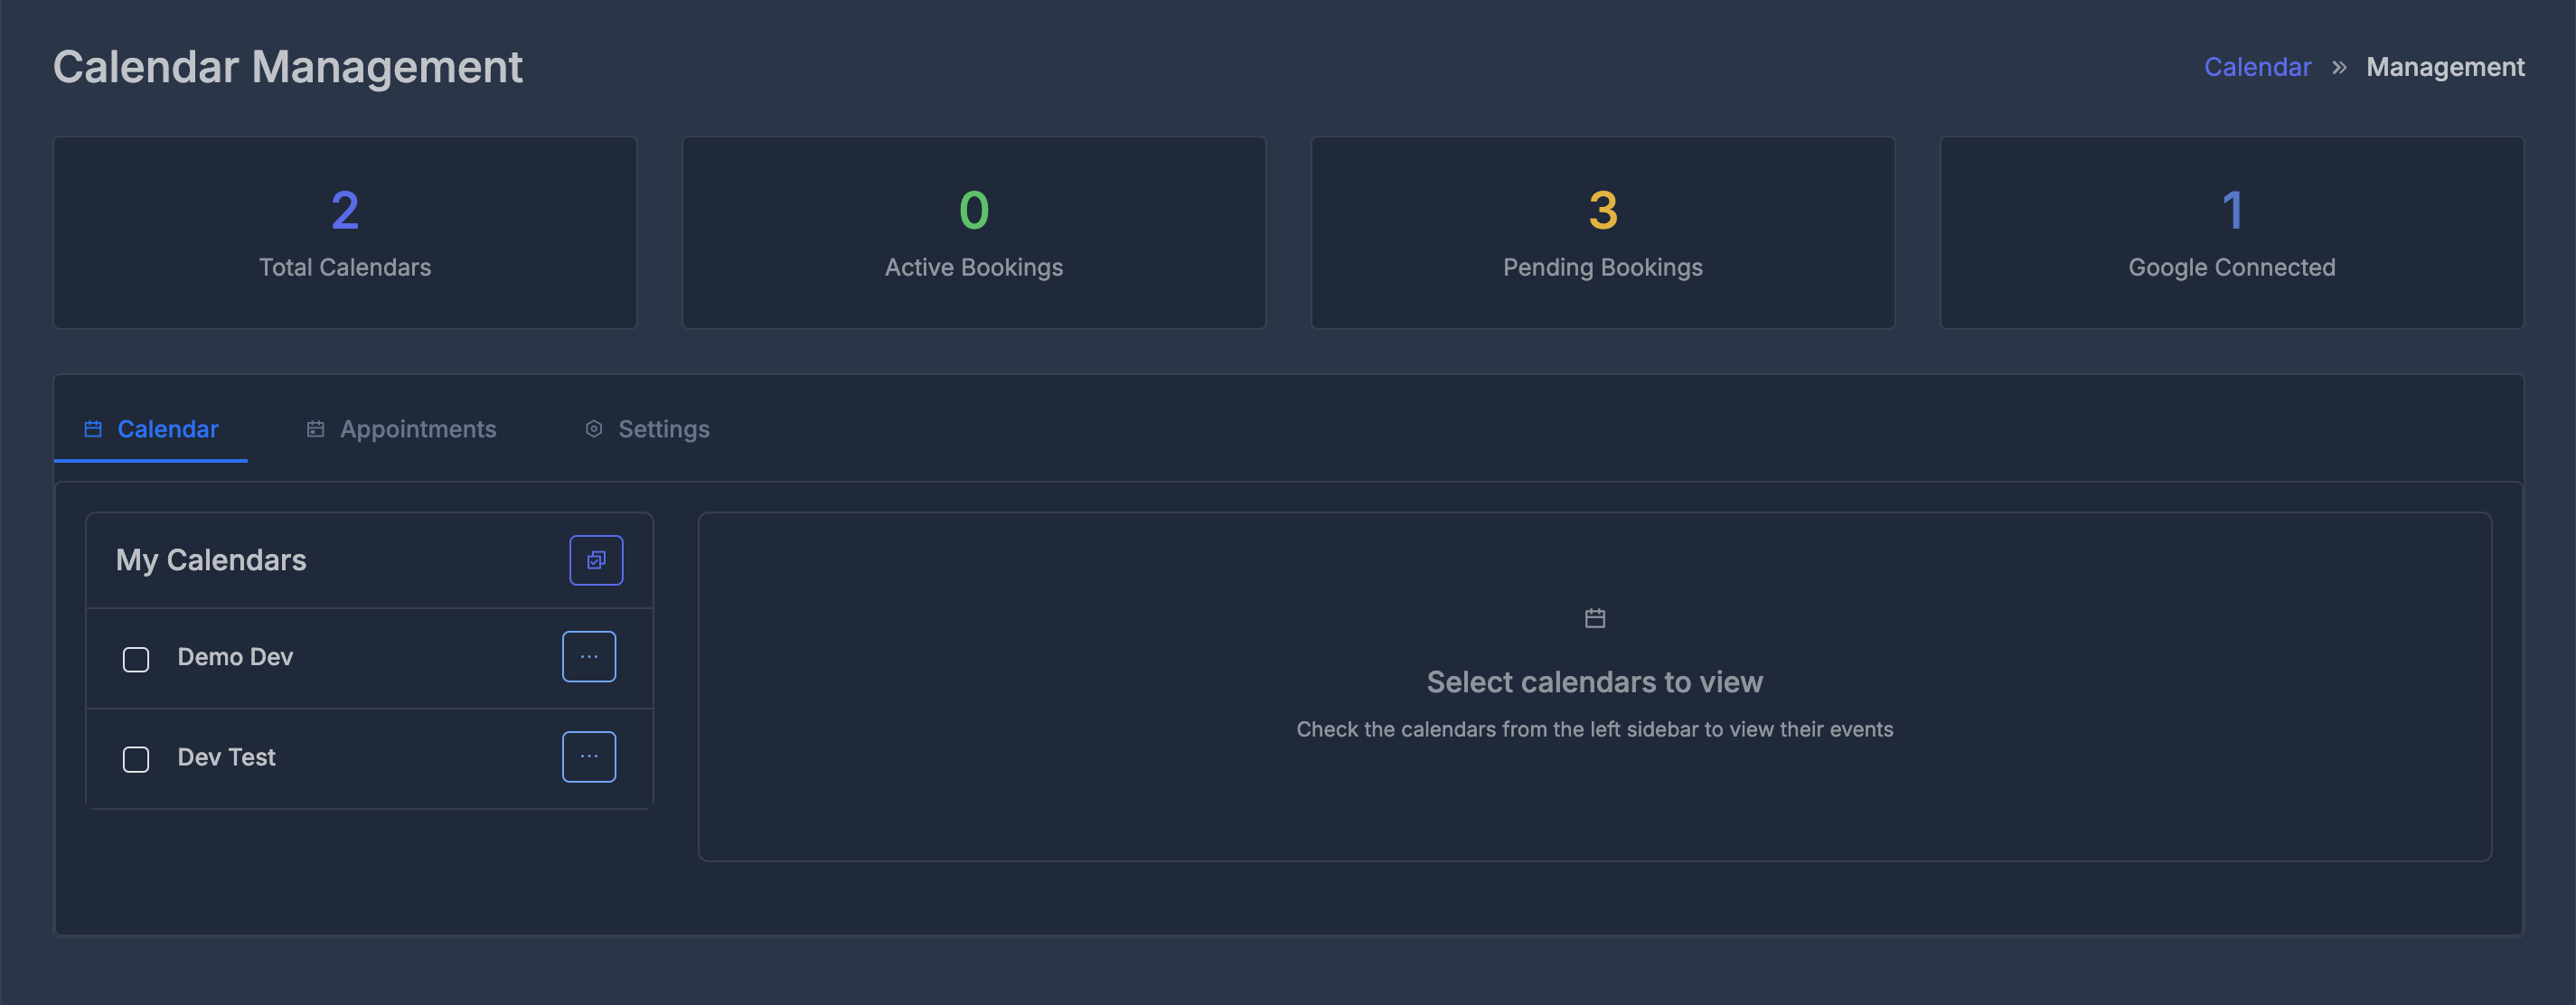 Calendar Management
Calendar » Management
2
Total Calendars
0
Active Bookings
3
Pending Bookings
1
Google Connected
Calendar
Appointments
Settings
My Calendars
Demo Dev
...
Dev Test
...
Select calendars to view
Check the calendars from the left sidebar to view their events